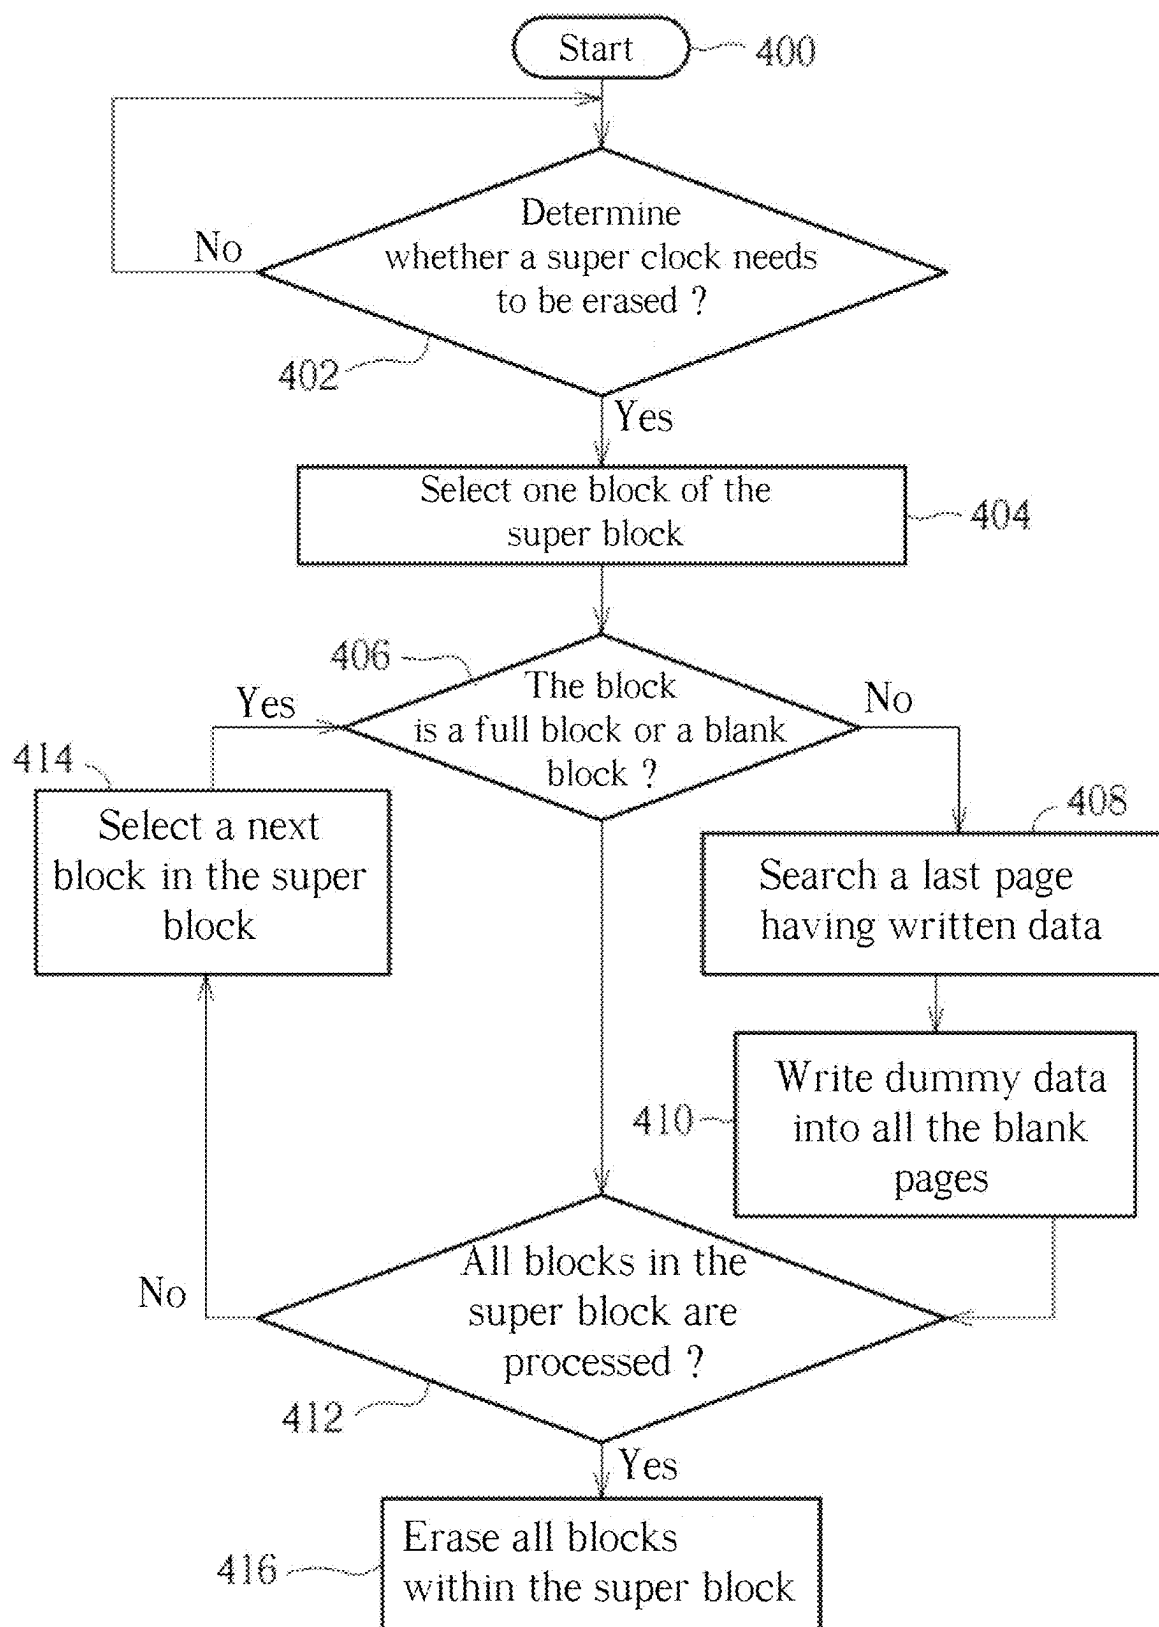 Start
400
Determine
whether a super clock needs
to be erased ?
No
402
Yes
Select one block of the
super block
404
406
The block
is a full block or a blank
block ?
Yes
No
414
Select a next
block in the super
block
408
Search a last page
having written data
410
Write dummy data
into all the blank
pages
All blocks in the
super block are
processed ?
No
412
Yes
416
Erase all blocks
within the super block